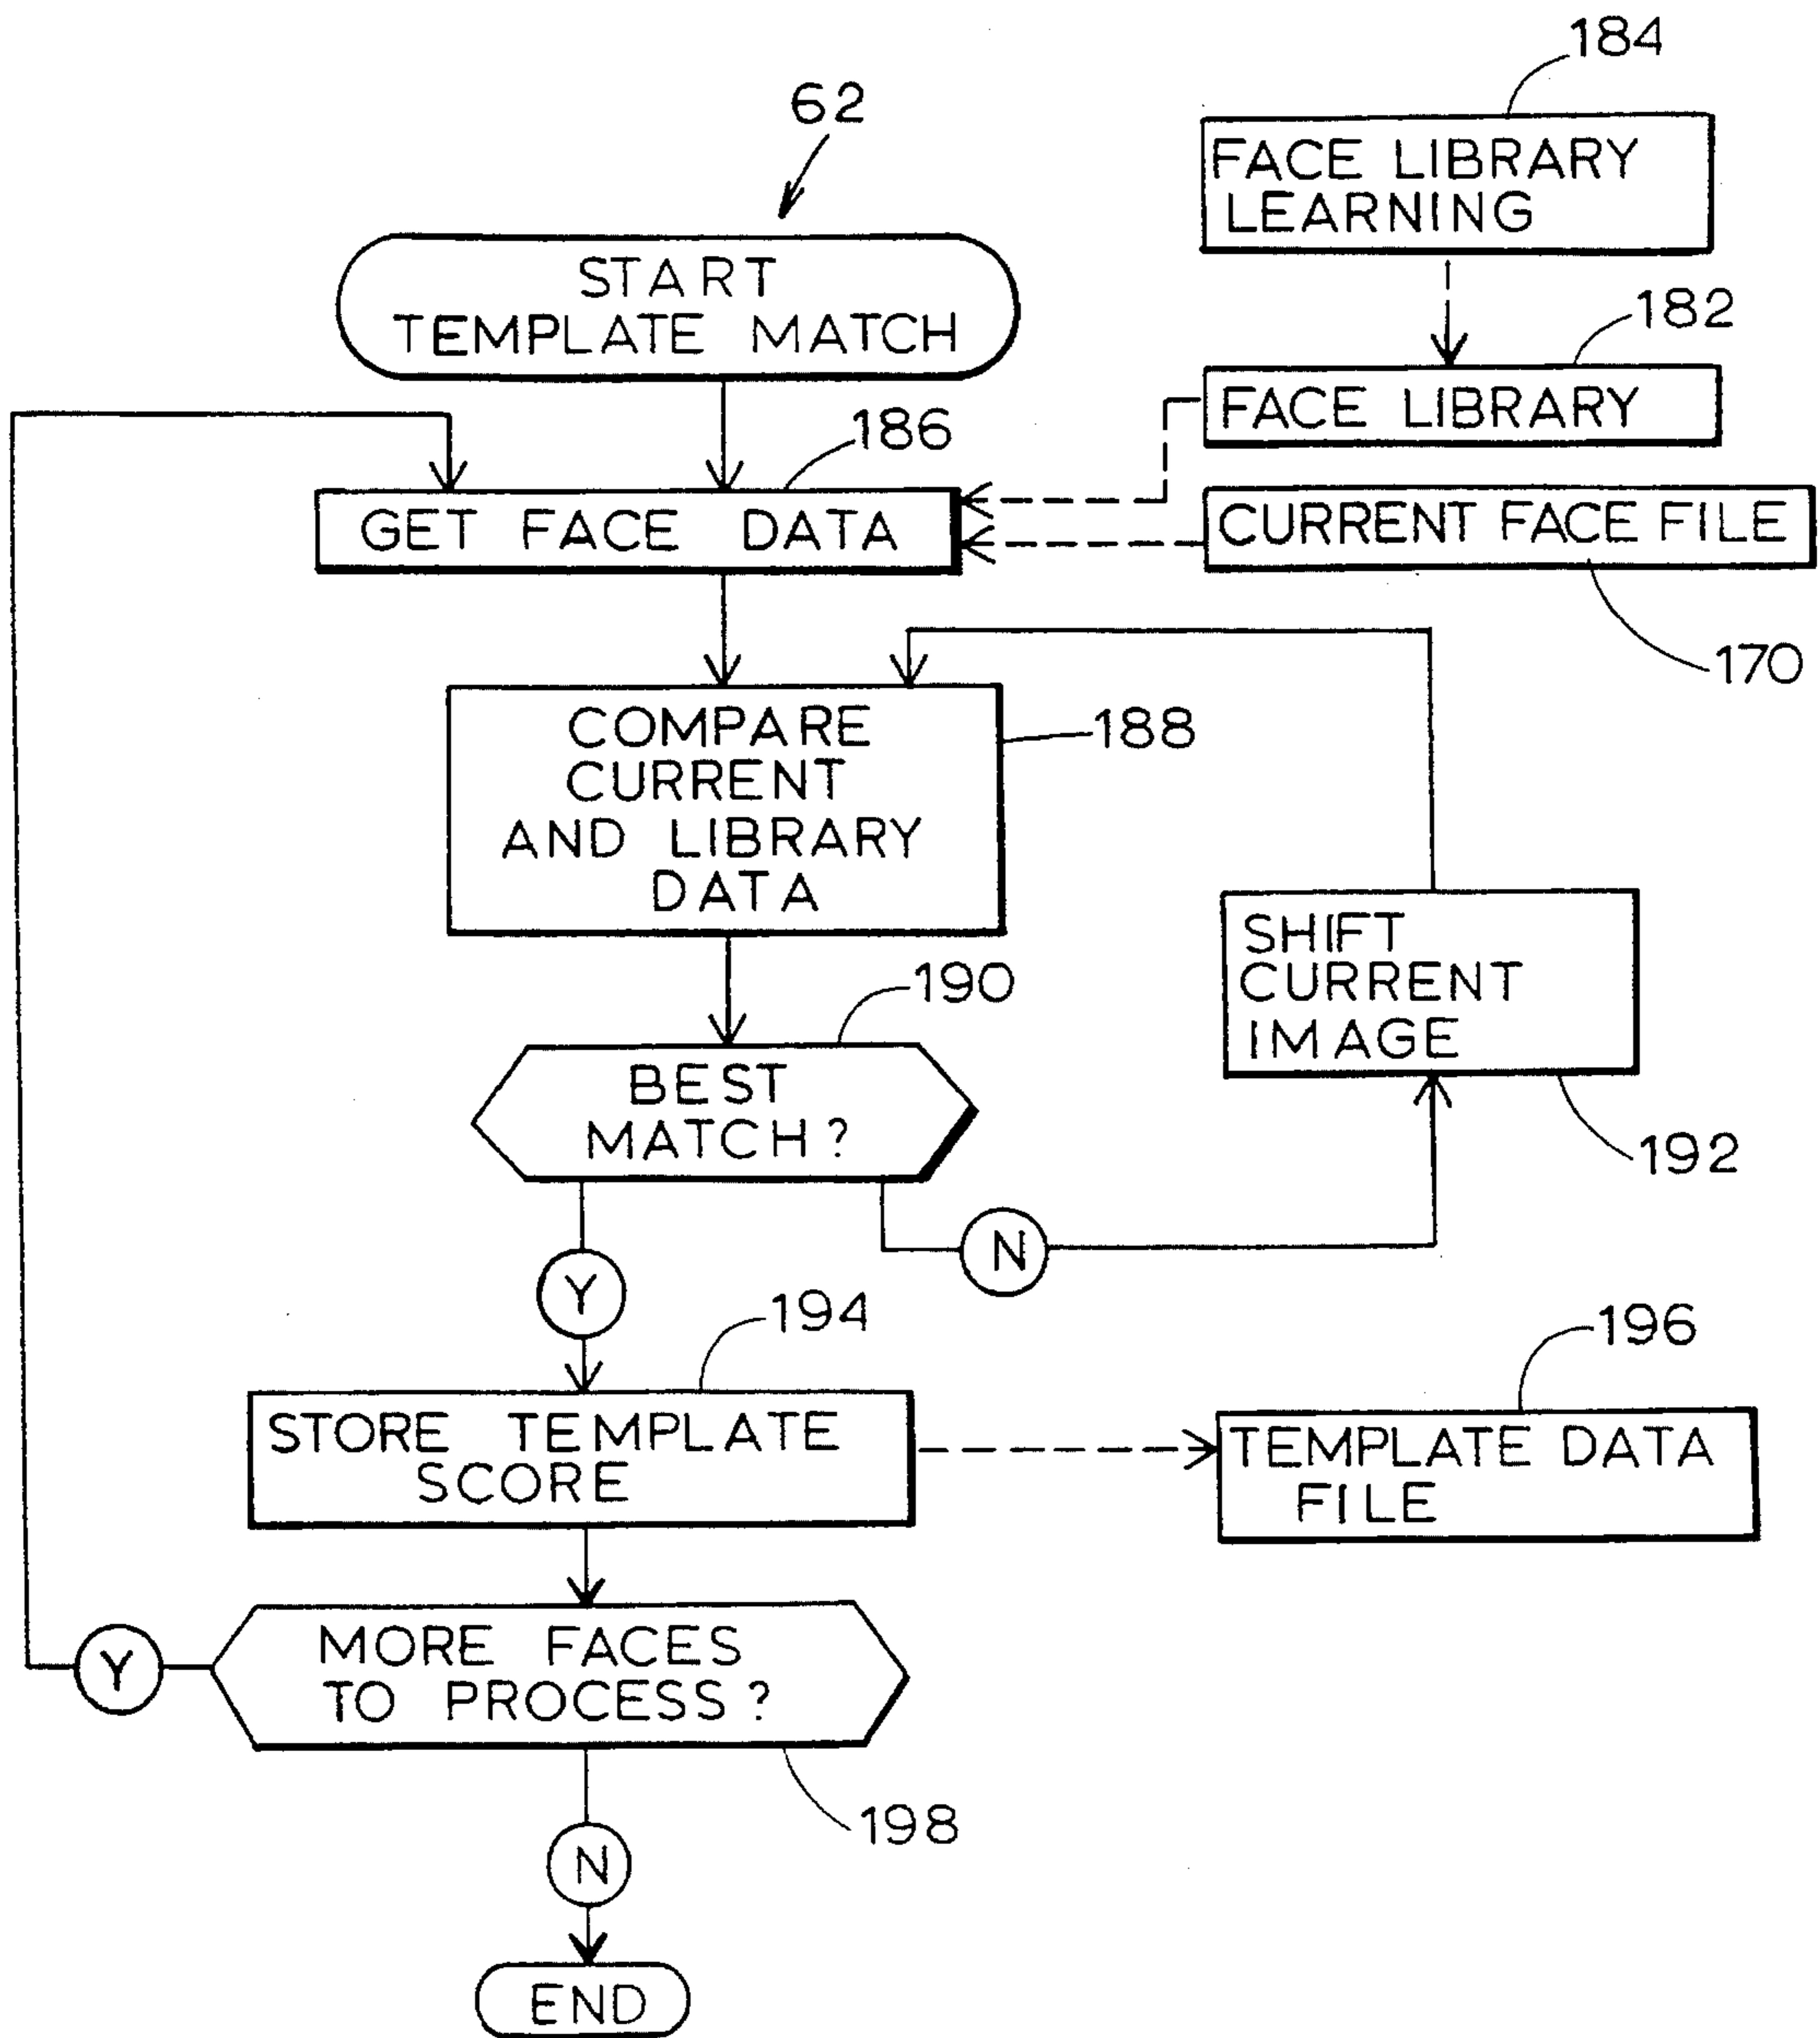 184
62
FACE LIBRARY
LEARNING
START
TEMPLATE MATCH
182
FACE LIBRARY
186
GET FACE DATA
CURRENT FACE FILE
170
COMPARE
CURRENT
AND LIBRARY
DATA
188
SHIFT
CURRENT
IMAGE
190
BEST
MATCH?
192
N
Y
194
196
STORE TEMPLATE
SCORE
TEMPLATE DATA
FILE
MORE FACES
TO PROCESS?
Y
198
N
END